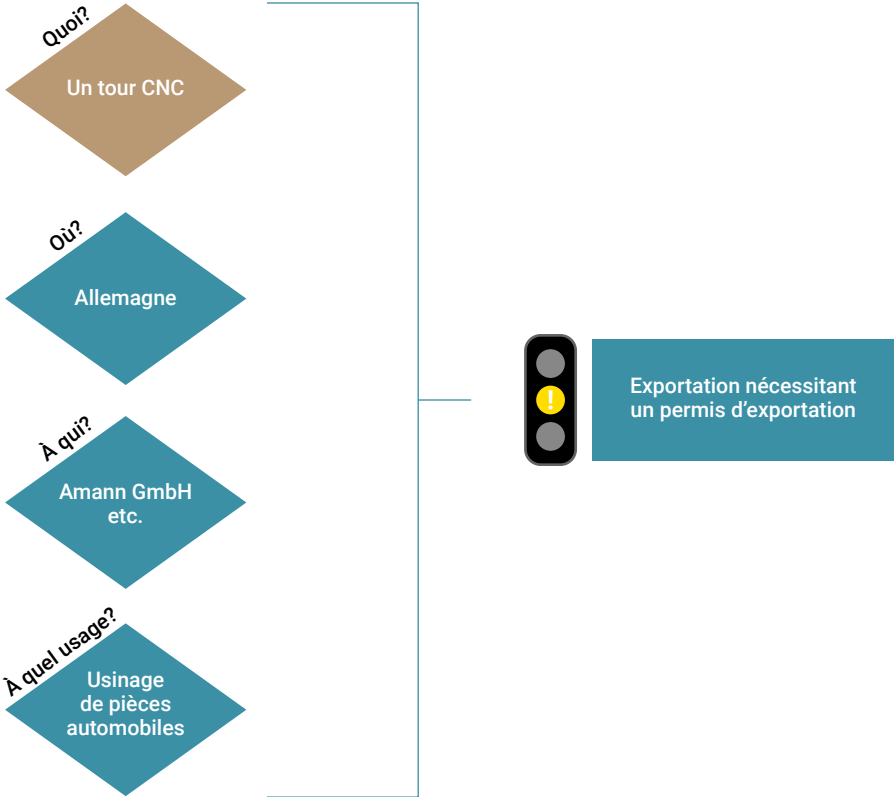 Quoi?
Un tour CNC
Où?
Allemagne
À qui?
Amann GmbH
etc.
À quel usage?
Usinage
de pièces
automobiles
!
Exportation nécessitant
un permis d’exportation